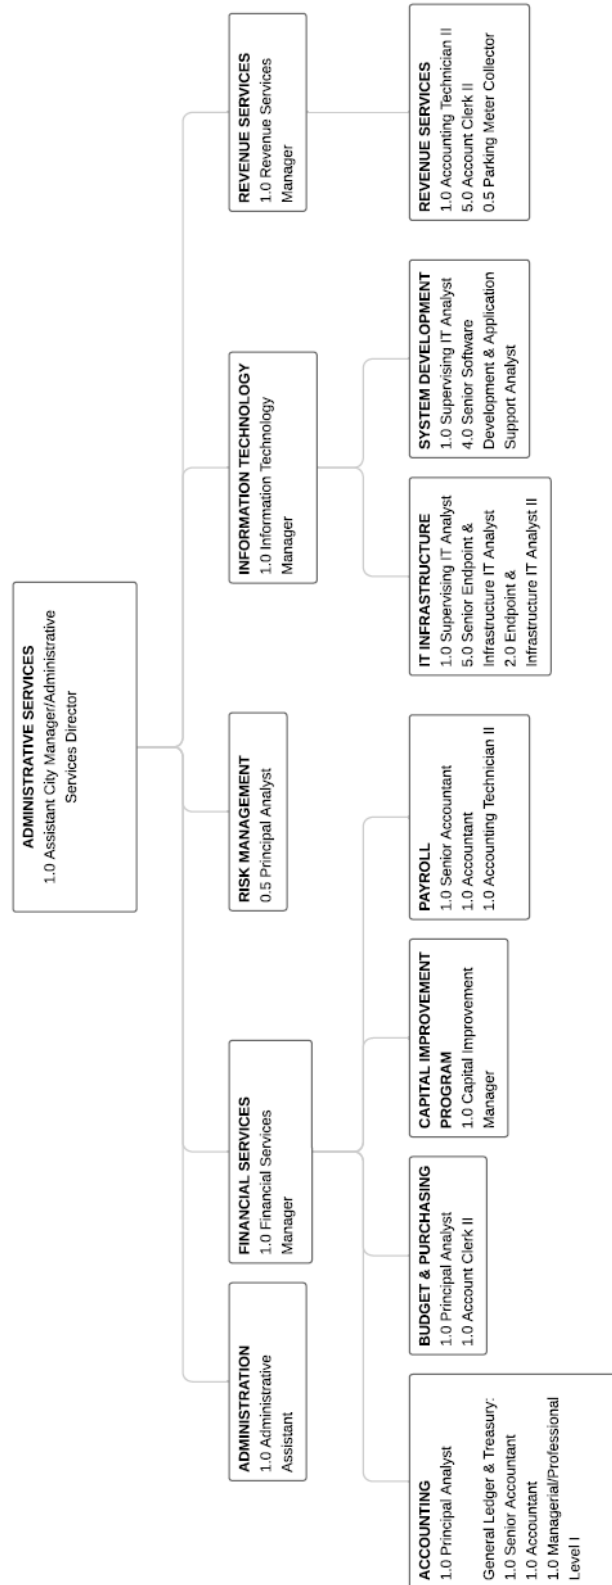 ADMINISTRATIVE SERVICES
1.0 Assistant City Manager/Administrative
Services Director
ADMINISTRATION
1.0 Administrative
Assistant
FINANCIAL SERVICES
1.0 Financial Services
Manager
RISK MANAGEMENT
0.5 Principal Analyst
INFORMATION TECHNOLOGY
1.0 Information Technology
Manager
REVENUE SERVICES
1.0 Revenue Services
Manager
ACCOUNTING
1.0 Principal Analyst
General Ledger & Treasury:
1.0 Senior Accountant
1.0 Accountant
1.0 Managerial/Professional
Level I
BUDGET & PURCHASING
1.0 Principal Analyst
1.0 Account Clerk II
CAPITAL IMPROVEMENT
PROGRAM
1.0 Capital Improvement
Manager
PAYROLL
1.0 Senior Accountant
1.0 Accountant
1.0 Accounting Technician II
IT INFRASTRUCTURE
1.0 Supervising IT Analyst
5.0 Senior Endpoint &
Infrastructure IT Analyst
2.0 Endpoint &
Infrastructure IT Analyst II
SYSTEM DEVELOPMENT
1.0 Supervising IT Analyst
4.0 Senior Software
Development & Application
Support Analyst
REVENUE SERVICES
1.0 Accounting Technician II
5.0 Account Clerk II
0.5 Parking Meter Collector